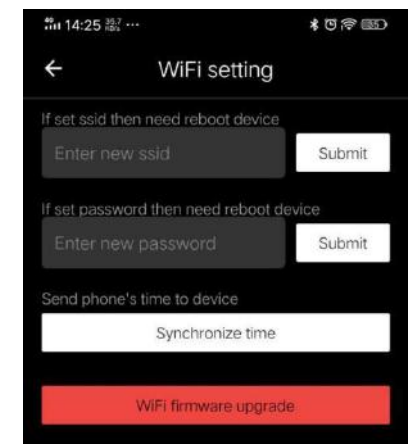 14:25
WiFi setting
If set ssid then need reboot device
Enter new ssid Submit
If set password then need reboot device
Enter new password Submit
Send phone's time to device
Synchronize time
WiFi firmware upgrade